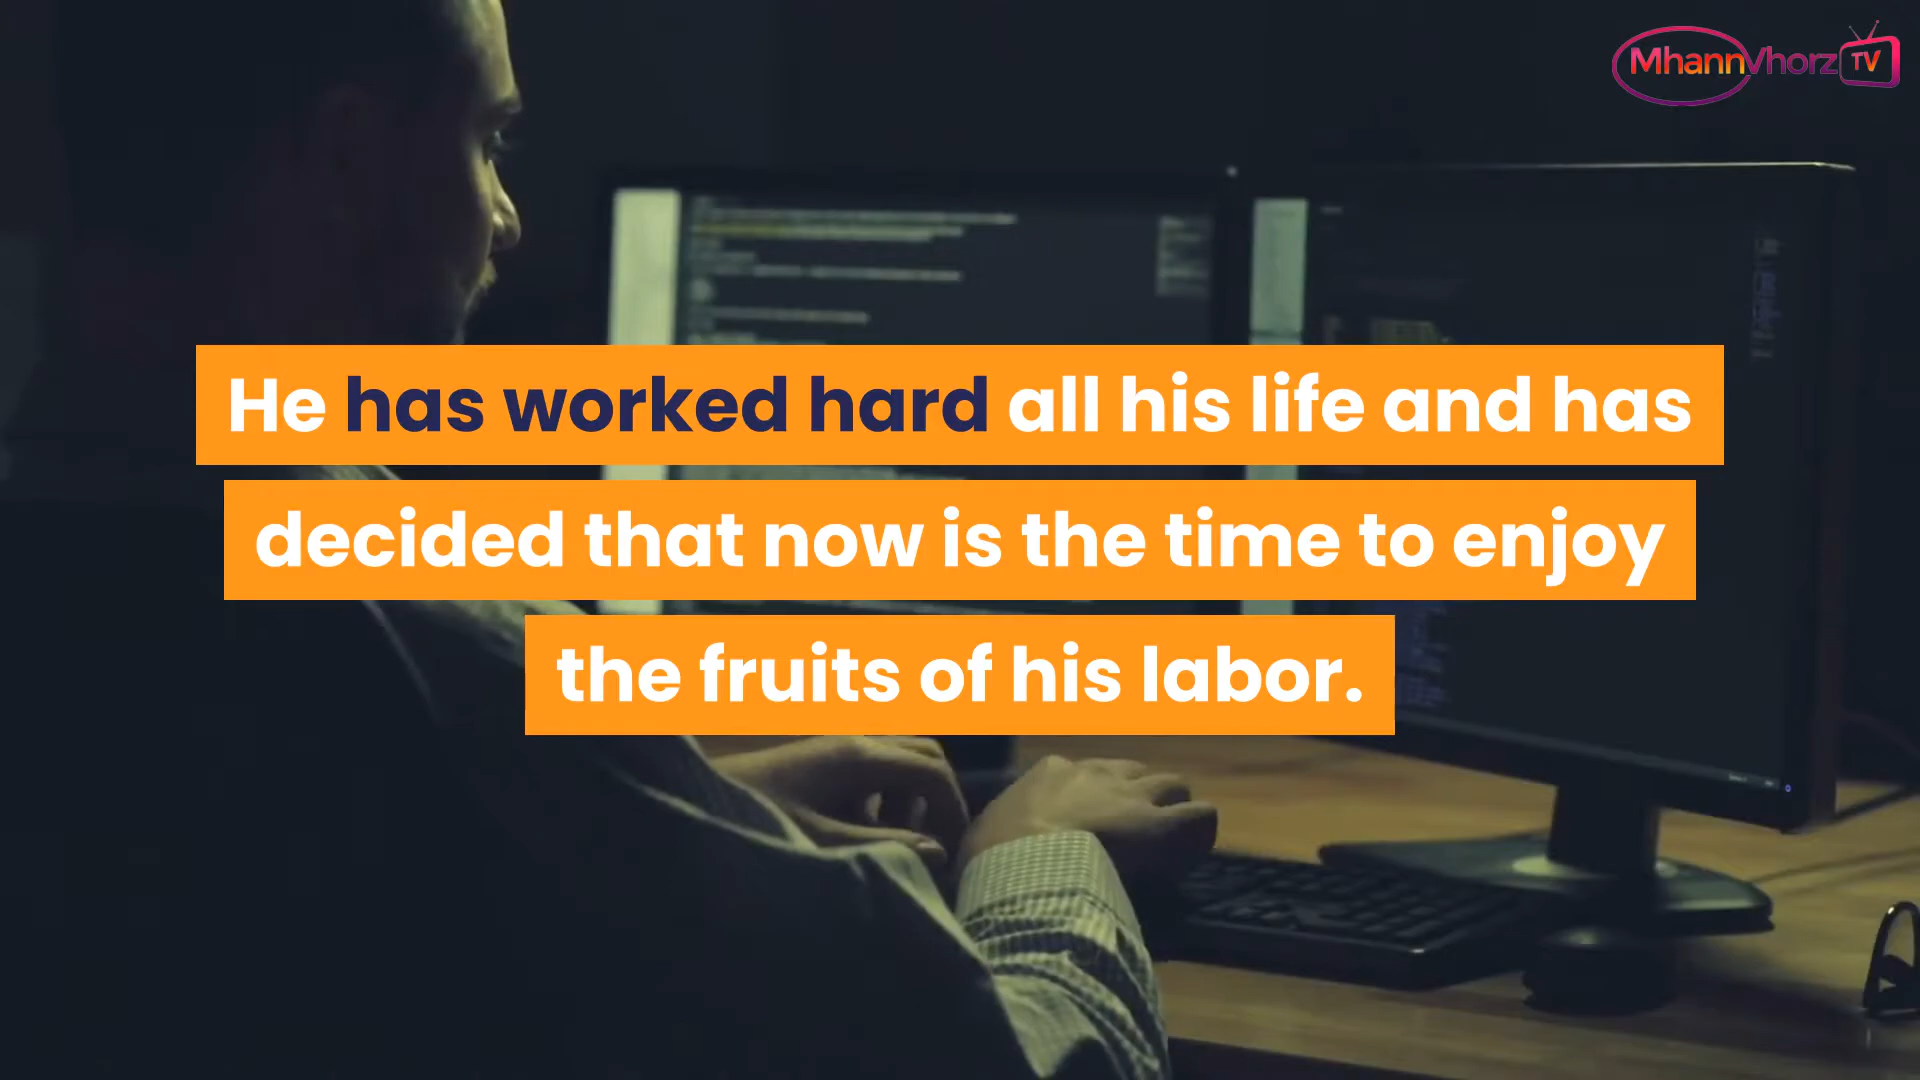 MhannVhorz TV
He has worked hard all his life and has
decided that now is the time to enjoy
the fruits of his labor.